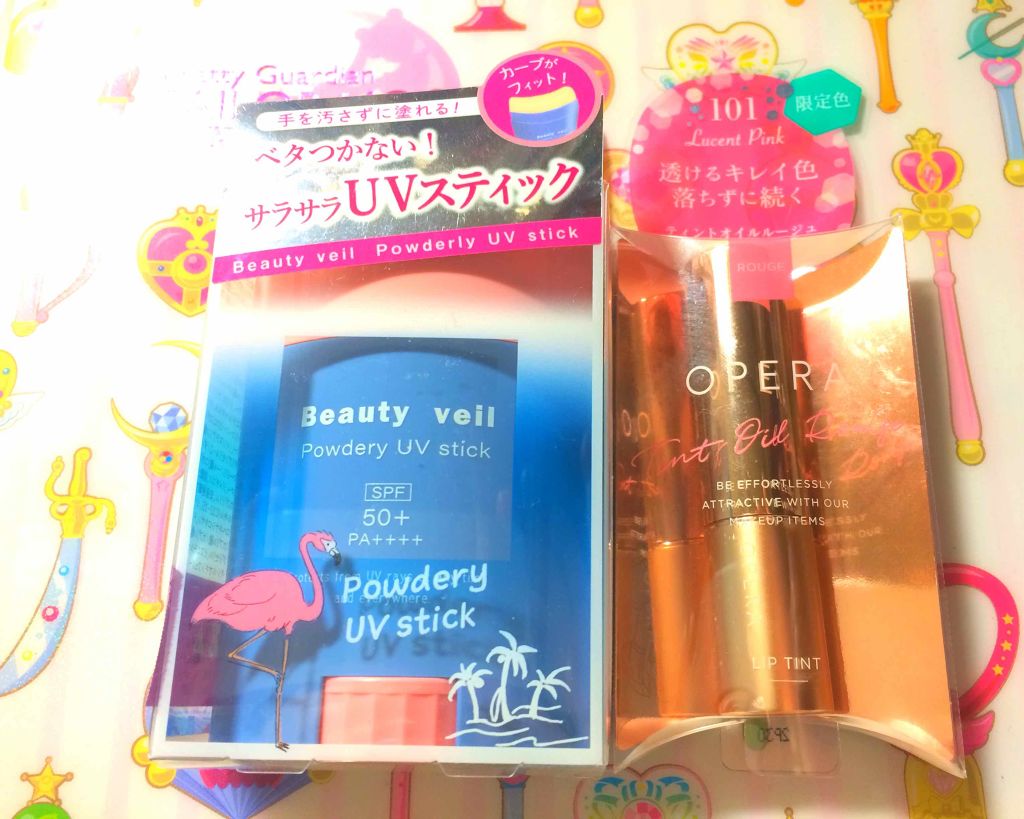 Pretty Guardian
手を汚さずに塗れる!
カーブが
フィット!
ベタつかない!
サラサラUVスティック
Beauty veil Powderly UV stick
Beauty veil
Powdery UV stick
SPF
50+
PA++++
and everywhere.
Powdery
UV stick
限定色
101
Lucent Pink
透けるキレイ色
落ちずに続く
ティントオイルルージュ
ROUGE
OPERA
BE EFFORTLESSLY
ATTRACTIVE WITH OUR
MAKEUP ITEMS
LIP TINT